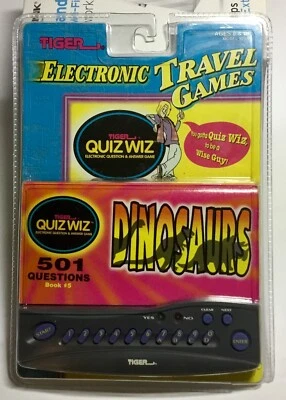 TIGER
ELECTRONIC TRAVEL GAMES
TIGER
QUIZ WIZ
ELECTRONIC QUESTION & ANSWER GAME
You gotta Quiz Wiz
to be a
Wise Guy!
TIGER
QUIZ WIZ
ELECTRONIC QUESTION & ANSWER GAME
501
QUESTIONS
Book #5
DINOSAURS
YES
NO
CLEAR
NEXT
START
ENTER
TIGER